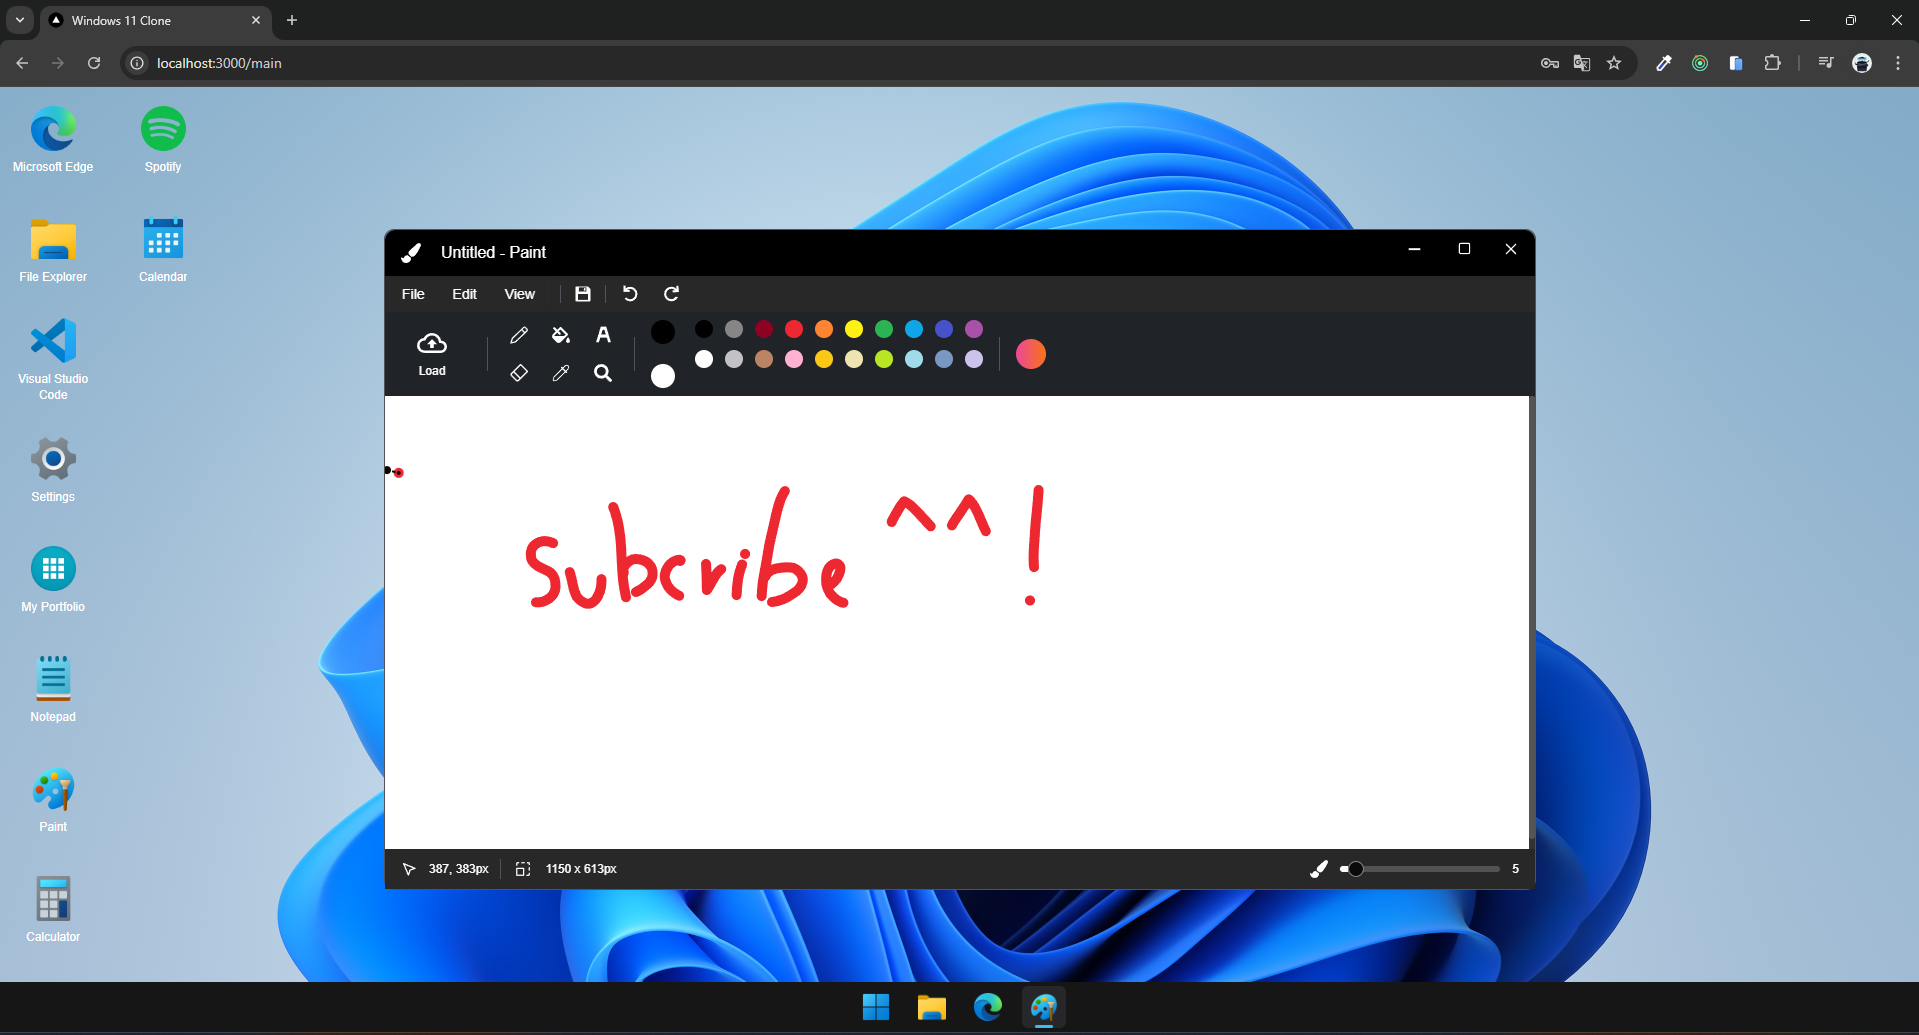 Windows 11 Clone
localhost:3000/main
Microsoft Edge
Spotify
File Explorer
Calendar
Visual Studio
Code
Settings
My Portfolio
Notepad
Paint
Calculator
Untitled - Paint
File Edit View
Load
A
Subcribe ^^ !
387, 383px
1150 x 613px
5